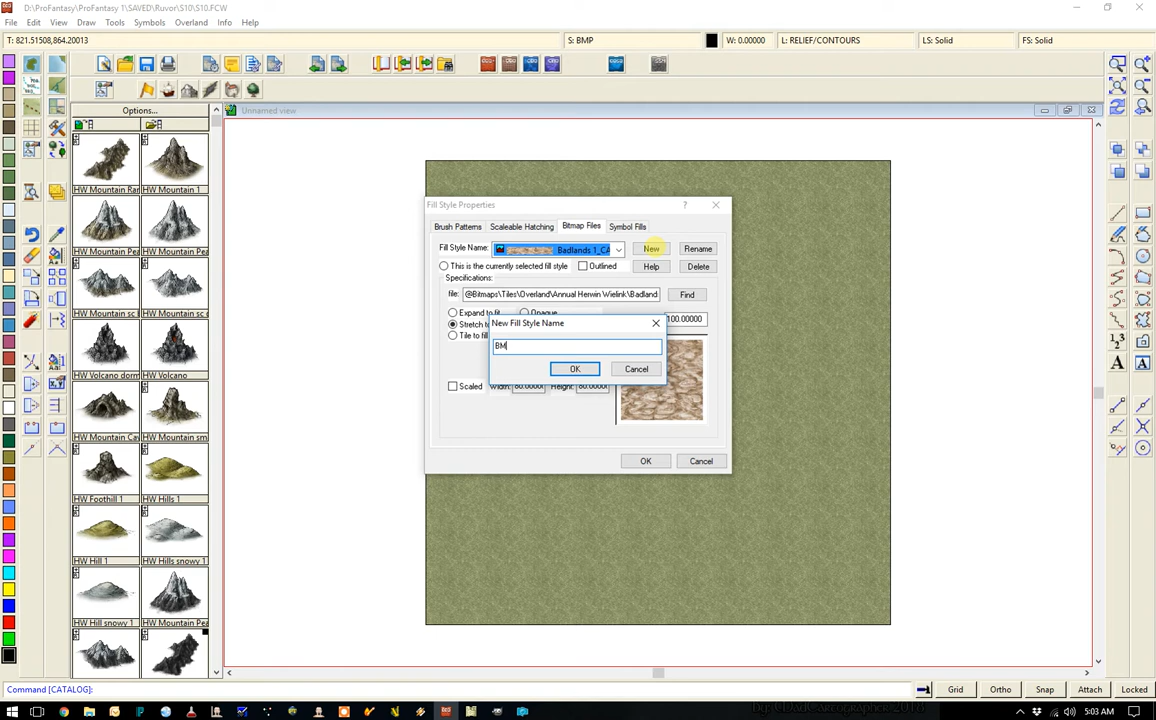 D:\ProFantasy\ProFantasy 1\SAVED\Ruvor\S10\S10.FCW
File Edit View Draw Tools Symbols Overland Info Help
T: 821.51508,864.20013 S: BMP W: 0.00000 L: RELIEF/CONTOURS LS: Solid FS: Solid
Options...
Unnamed view
HW Mountain Ra HW Mountain 1
HW Mountain Pea HW Mountain Pea
HW Mountain sc HW Mountain sc
HW Volcano dorm HW Volcano
HW Mountain Cav HW Mountain sm
HW Foothill 1 HW Hills 1
HW Hill 1 HW Hills snowy 1
HW Hill snowy 1 HW Mountain Pea
Fill Style Properties ?
Brush Patterns Scaleable Hatching Bitmap Files Symbol Fills
Fill Style Name: Badlands 1_CA New Rename
This is the currently selected fill style Outlined Help Delete
Specifications:
file: @Bitmaps\Tiles\Overland\Annual Herwin Wielink\Badland Find
Expand to fit Opaque
Stretch to 100.00000
Tile to fill
New Fill Style Name
BM
OK Cancel
Scaled Width: Height:
OK Cancel
Command [CATALOG]:
Grid Ortho Snap Attach Locked
5:03 AM